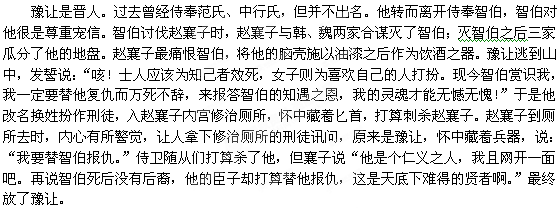 豫让是晋人。过去曾经侍奉范氏、中行氏，但并不出名。他转而离开侍奉智伯，智伯对
他很是尊重宠信。智伯讨伐赵襄子时，赵襄子与韩、魏两家合谋灭了智伯，灭智伯之后三家
瓜分了他的地盘。赵襄子最痛恨智伯，将他的脑壳施以油漆之后作为饮酒之器。豫让逃到山
中，发誓说：“咳！士人应该为知己者效死，女子则为喜欢自己的人打扮。现今智伯赏识我，
我一定要替他复仇而万死不辞，来报答智伯的知遇之恩，我的灵魂才能无憾无愧！”于是他
改名换姓扮作刑徒，入赵襄子内宫修治厕所，怀中藏着匕首，打算刺杀赵襄子。赵襄子到厕
所去时，内心有所警觉，让人拿下修治厕所的刑徒讯问，原来是豫让，怀中藏着兵器，说：
“我要替智伯报仇。”侍卫随从们打算杀了他，但襄子说“他是个仁义之人，我且网开一面
吧。再说智伯死后没有后裔，他的臣子却打算替他报仇，这是天底下难得的贤者啊。”最终
放了豫让。